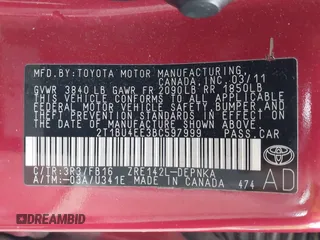 MFD.BY:TOYOTA MOTOR MANUFACTURING,
CANADA, INC. 03/11
GVWR 3840 LB GAWR FR 2090LB RR 1850LB
THIS VEHICLE CONFORMS TO ALL APPLICABLE
FEDERAL MOTOR VEHICLE SAFETY, BUMPER,
AND THEFT PREVENTION STANDARDS IN
EFFECT ON THE DATE OF MANUFACTURE
SHOWN ABOVE.
2T1BU4EE3BC597999 PASS.CAR
C/TR:3R3/FB16 ZRE142L-DEPNKA
A/TM:-03A/U341E MADE IN CANADA 474
TOYOTA
AD
DREAMBID